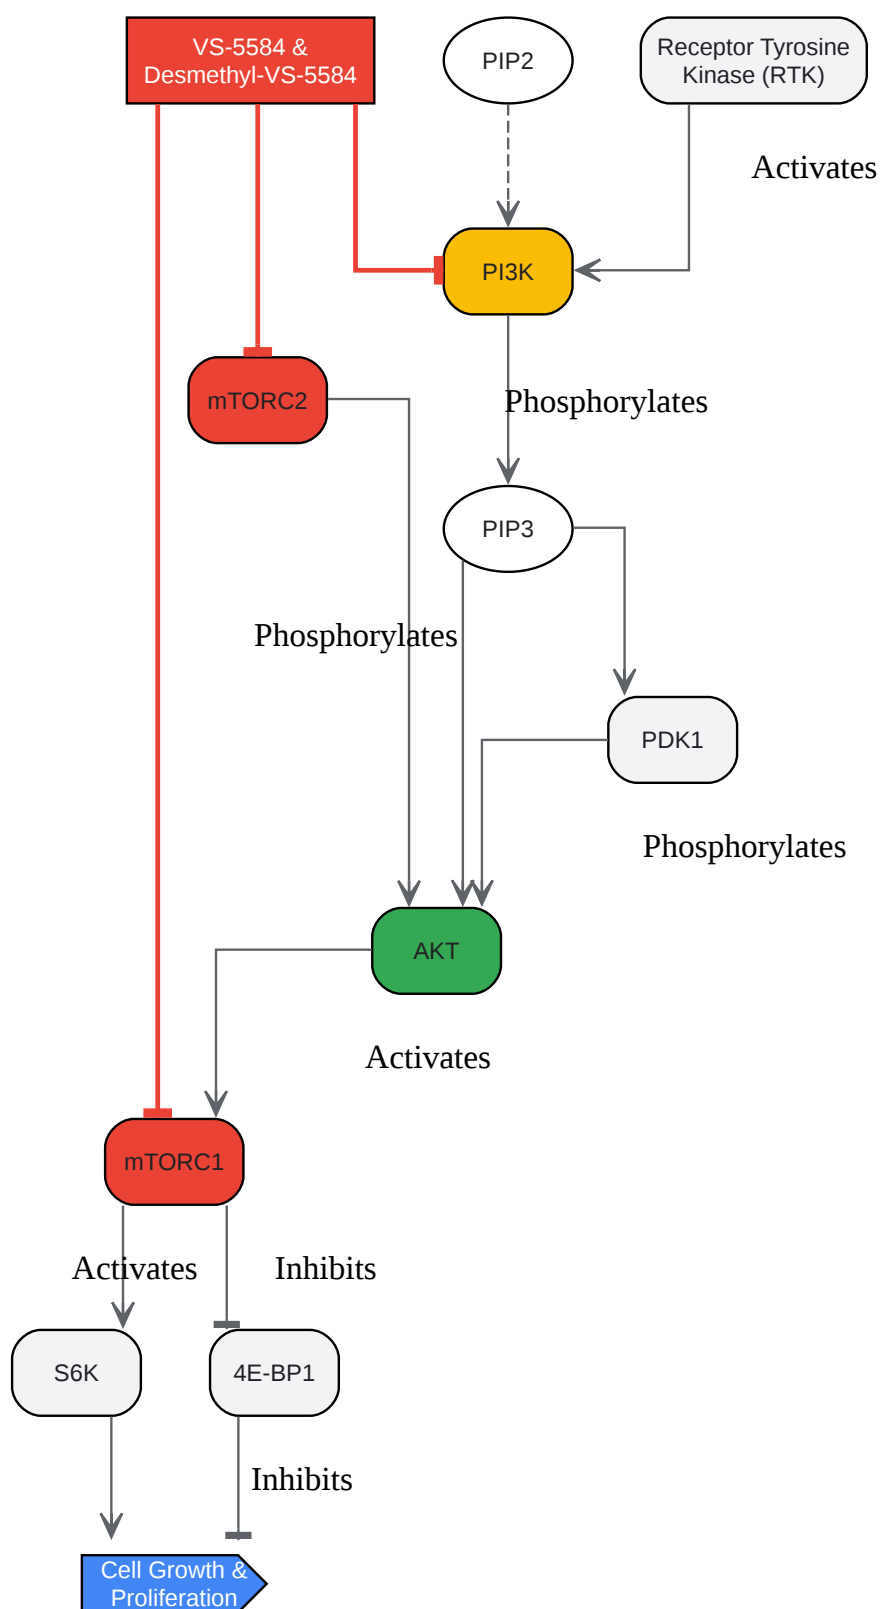 VS-5584 &
Desmethyl-VS-5584
PIP2
Receptor Tyrosine
Kinase (RTK)
Activates
PI3K
mTORC2
Phosphorylates
PIP3
Phosphorylates
PDK1
Phosphorylates
AKT
Activates
mTORC1
Activates
Inhibits
S6K
4E-BP1
Inhibits
Cell Growth &
Proliferation